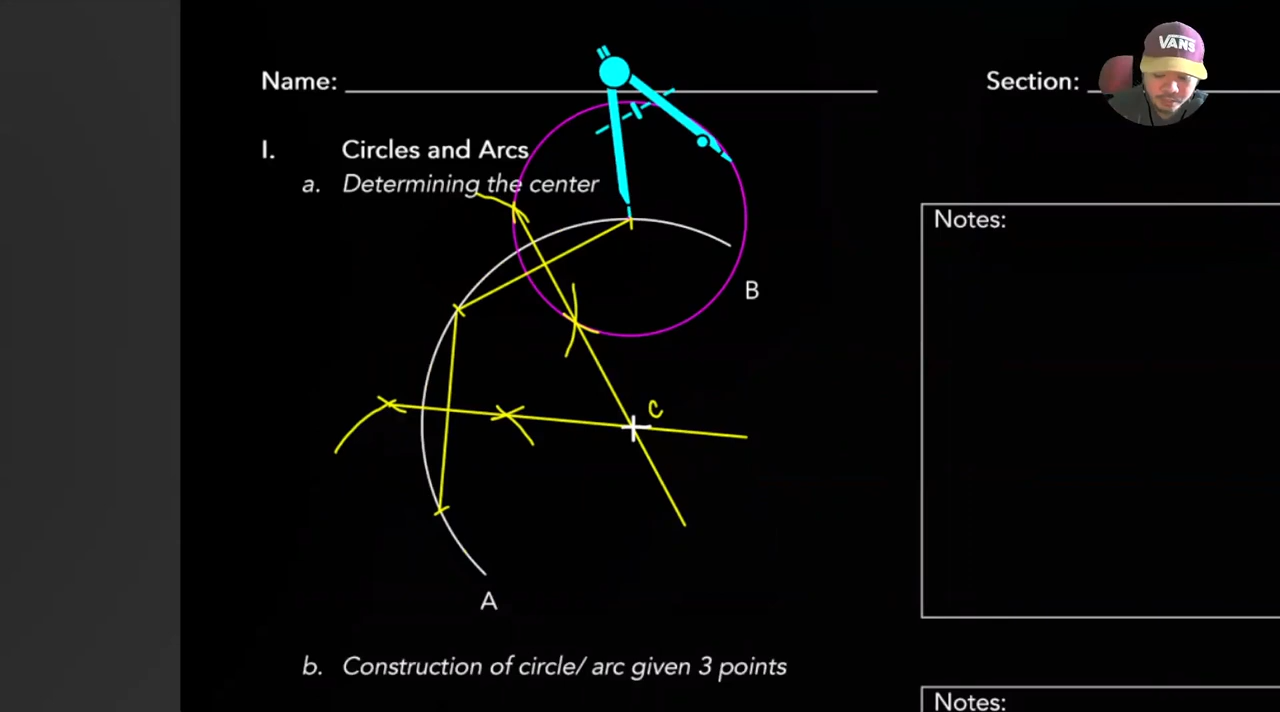 Name: Section:
VANS
I. Circles and Arcs
a. Determining the center
Notes:
B
C
A
b. Construction of circle/ arc given 3 points
Notes: